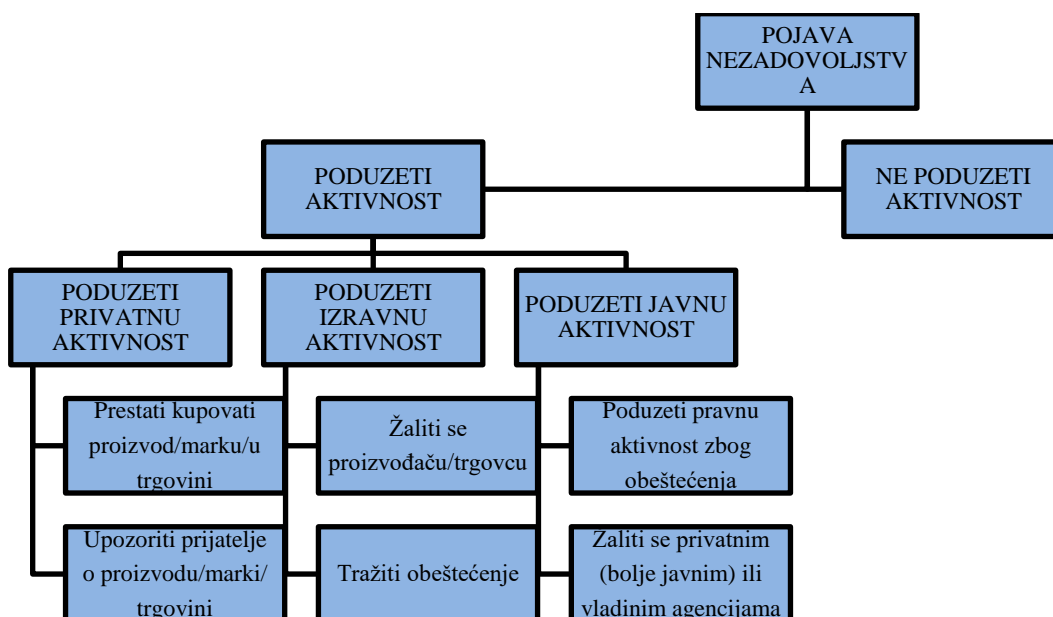 POJAVA
NEZADOVOLJSTV
A
PODUZETI
AKTIVNOST
NE PODUZETI
AKTIVNOST
PODUZETI
PRIVATNU
AKTIVNOST
PODUZETI
IZRAVNU
AKTIVNOST
PODUZETI JAVNU
AKTIVNOST
Prestati kupovati
proizvod/marku/u
trgovini
Žaliti se
proizvođaču/trgovcu
Poduzeti pravnu
aktivnost zbog
obeštećenja
Upozoriti prijatelje
o proizvodu/marki/
trgovini
Tražiti obeštećenje
Žaliti se privatnim
(bolje javnim) ili
vladinim agencijama